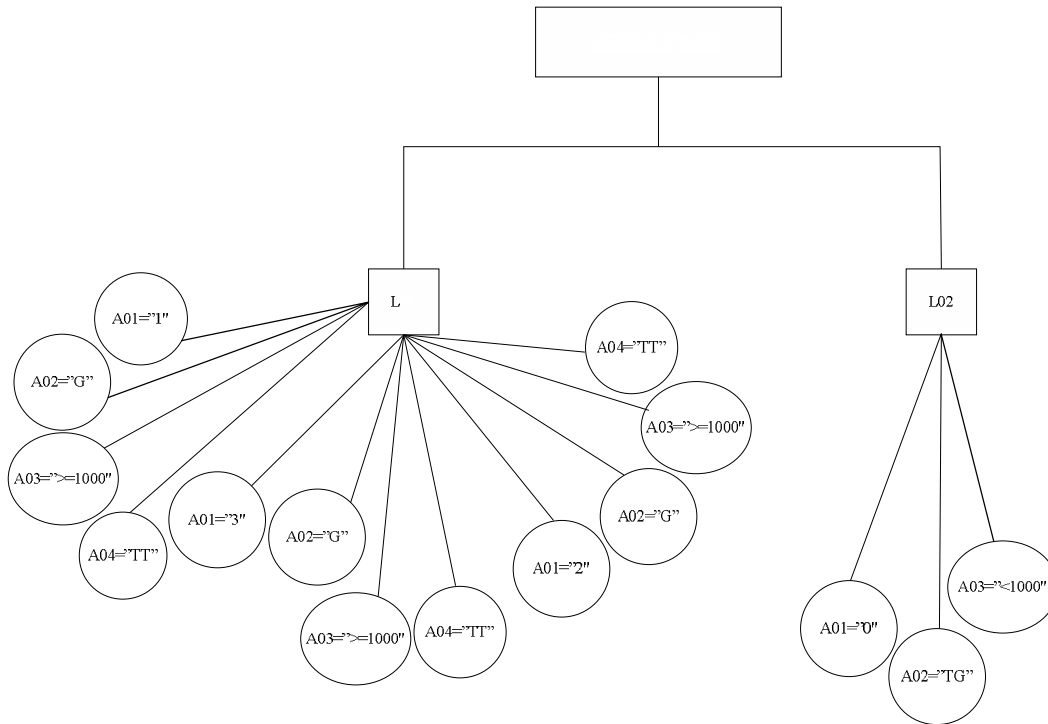 L
L02
A01="1"
A02="G"
A03=">=1000"
A04="TT"
A01="3"
A02="G"
A03=">=1000"
A04="TT"
A01="2"
A02="G"
A03=">=1000"
A04="TT"
A01="0"
A02="TG"
A03="<1000"